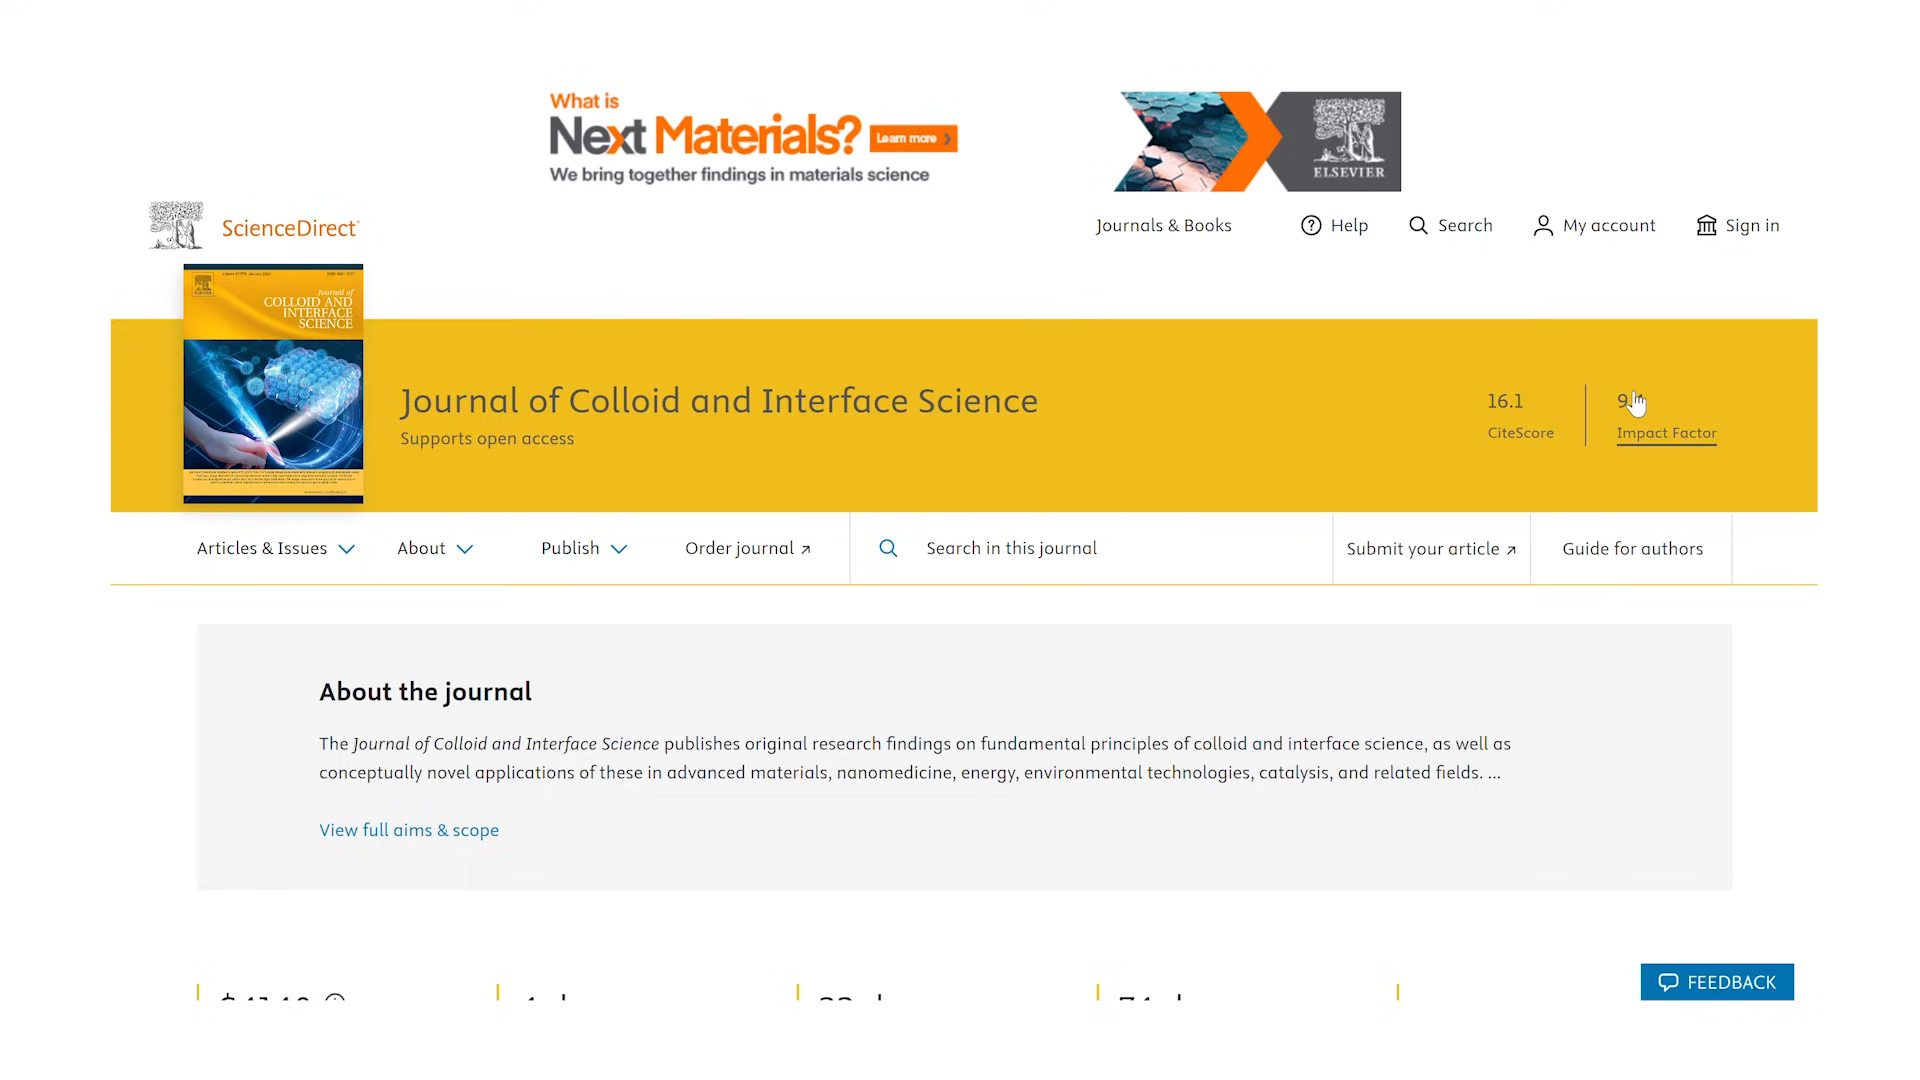 What is
Next Materials?
Learn more
We bring together findings in materials science
ELSEVIER
ScienceDirect
Journals & Books
Help
Search
My account
Sign in
Journal of
COLLOID AND
INTERFACE
SCIENCE
Journal of Colloid and Interface Science
Supports open access
16.1
CiteScore
Impact Factor
Articles & Issues
About
Publish
Order journal
Search in this journal
Submit your article
Guide for authors
About the journal
The Journal of Colloid and Interface Science publishes original research findings on fundamental principles of colloid and interface science, as well as
conceptually novel applications of these in advanced materials, nanomedicine, energy, environmental technologies, catalysis, and related fields. ...
View full aims & scope
FEEDBACK